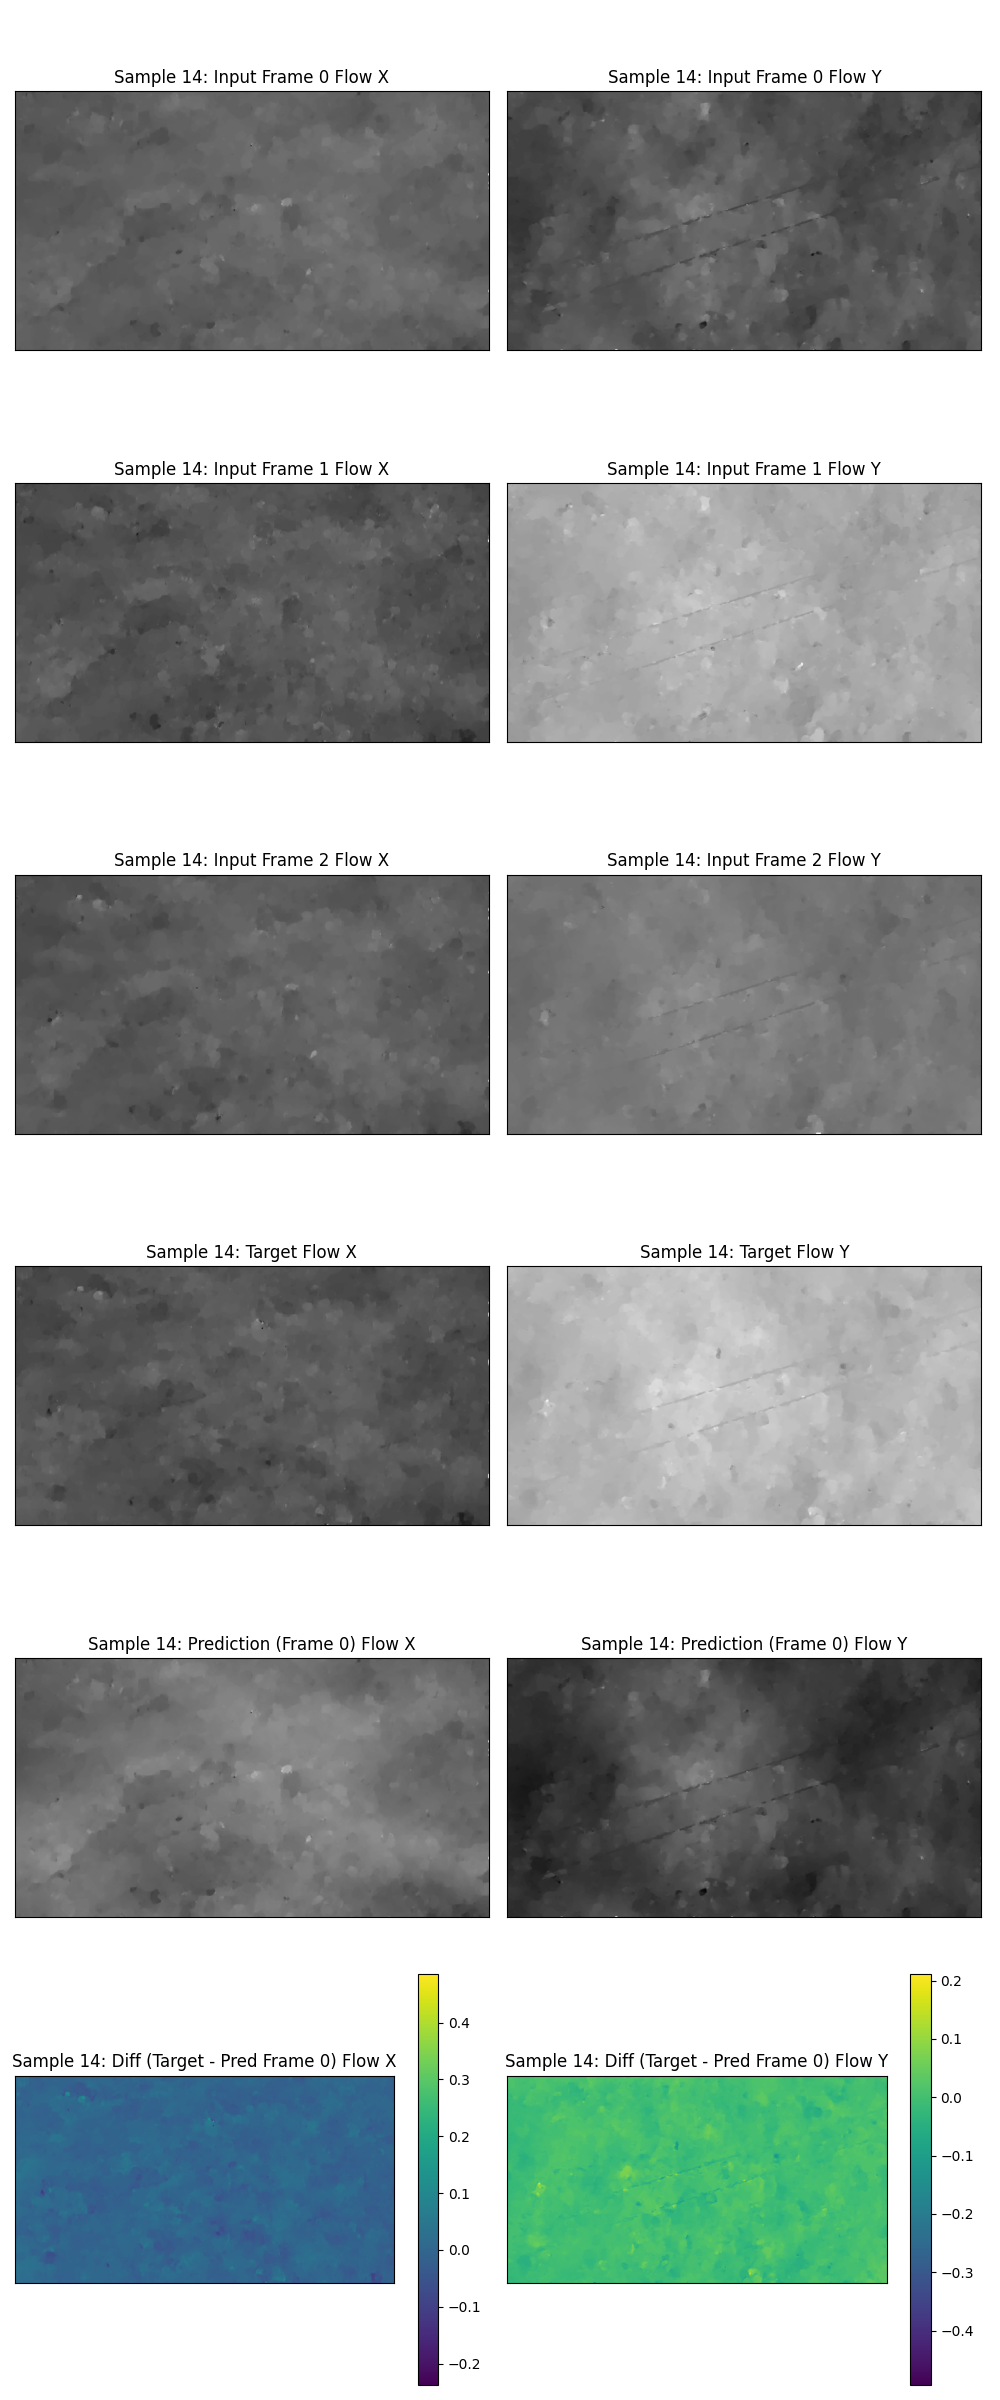 Sample 14: Input Frame 0 Flow X
Sample 14: Input Frame 0 Flow Y
Sample 14: Input Frame 1 Flow X
Sample 14: Input Frame 1 Flow Y
Sample 14: Input Frame 2 Flow X
Sample 14: Input Frame 2 Flow Y
Sample 14: Target Flow X
Sample 14: Target Flow Y
Sample 14: Prediction (Frame 0) Flow X
Sample 14: Prediction (Frame 0) Flow Y
Sample 14: Diff (Target - Pred Frame 0) Flow X
0.4
0.3
0.2
0.1
0.0
−0.1
−0.2
Sample 14: Diff (Target - Pred Frame 0) Flow Y
0.2
0.1
0.0
−0.1
−0.2
−0.3
−0.4